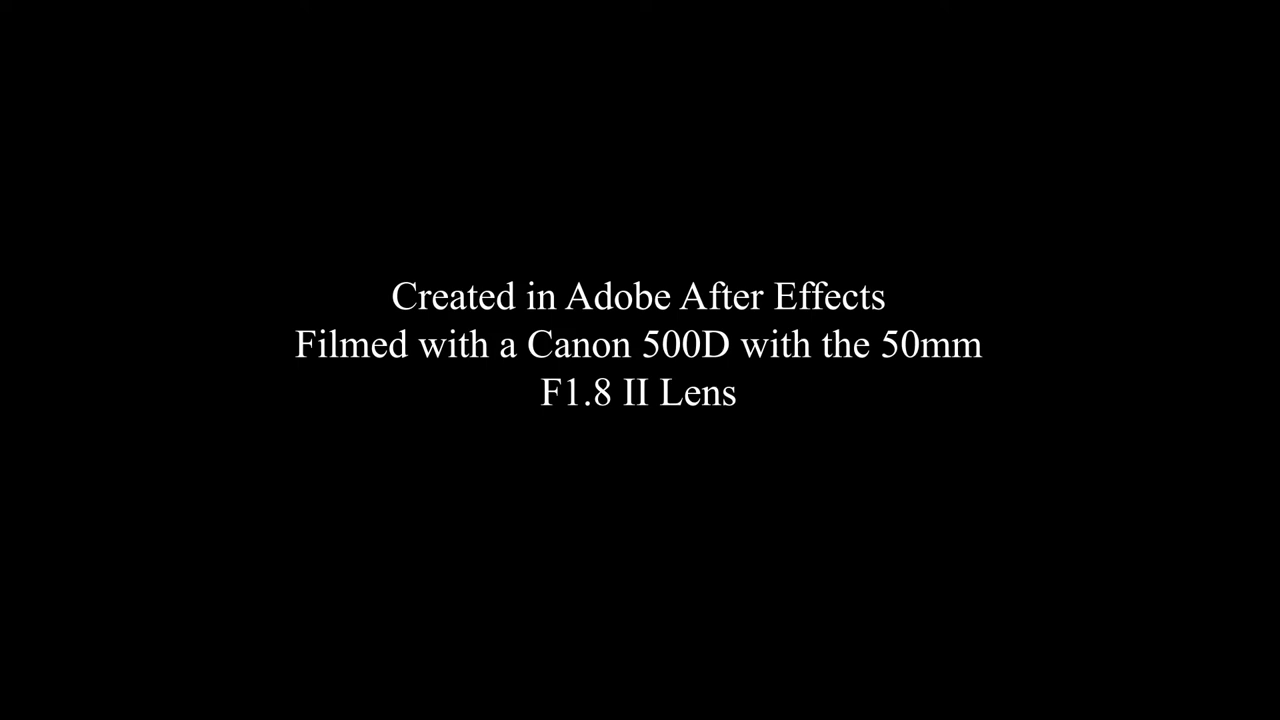 Created in Adobe After Effects
Filmed with a Canon 500D with the 50mm
F1.8 II Lens